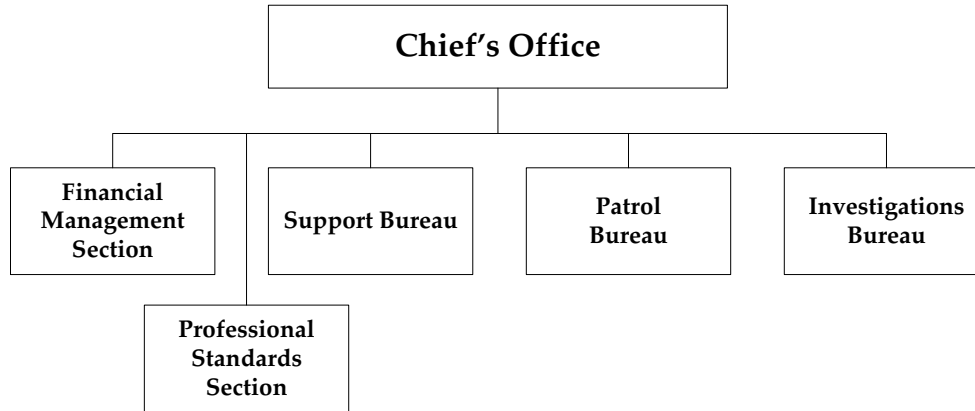 Chief’s Office
Financial
Management
Section
Support Bureau
Patrol
Bureau
Investigations
Bureau
Professional
Standards
Section